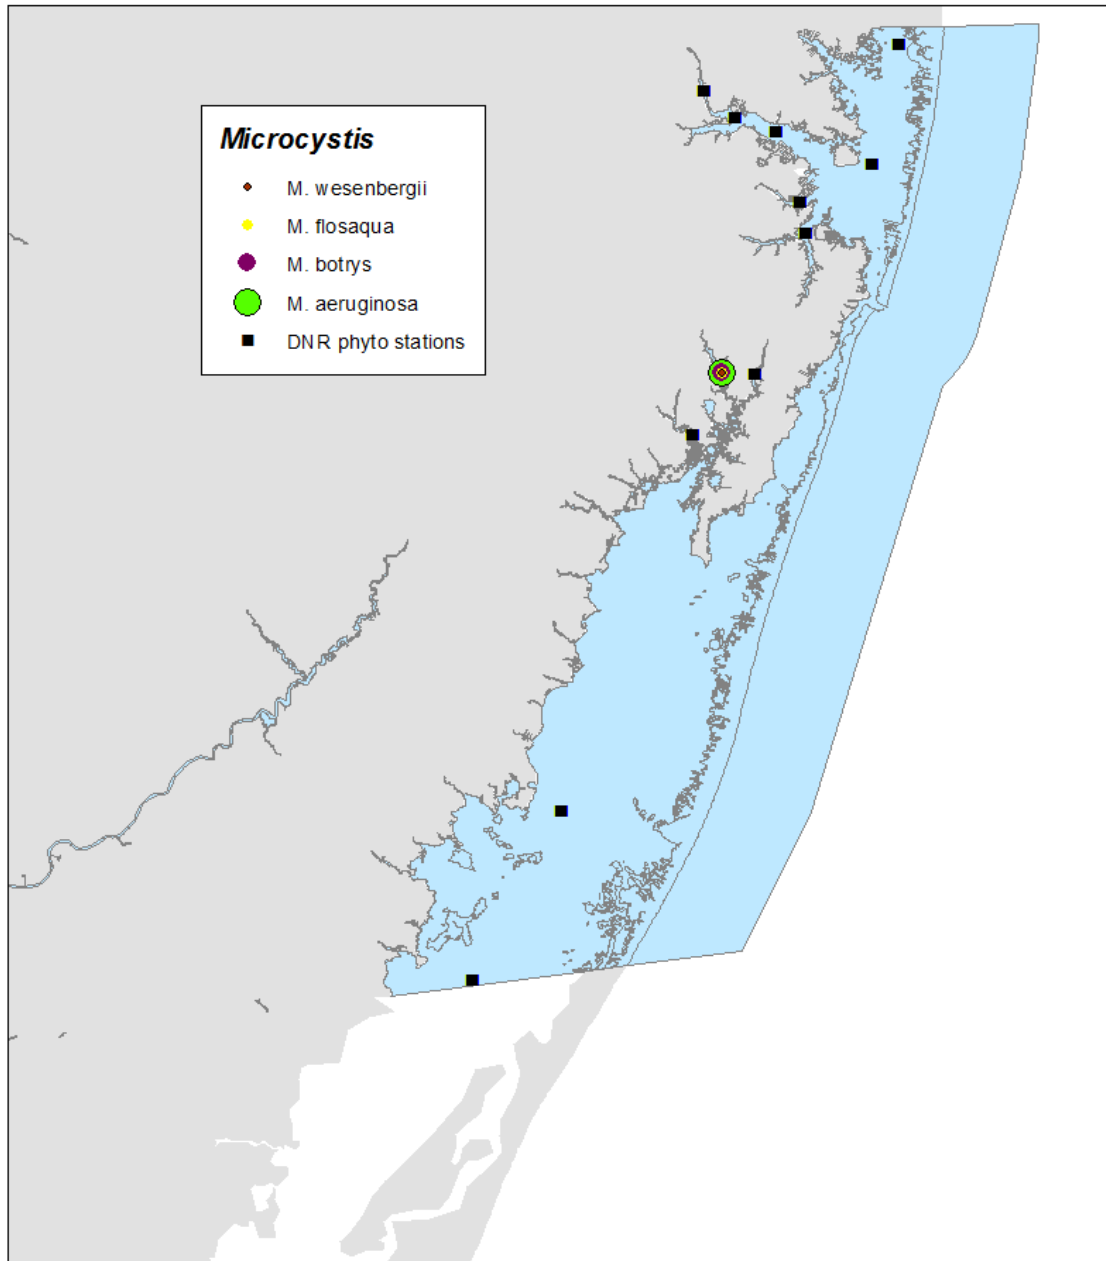 Microcystis
M. wesenbergii
M. flosaqua
M. botrys
M. aeruginosa
DNR phyto stations